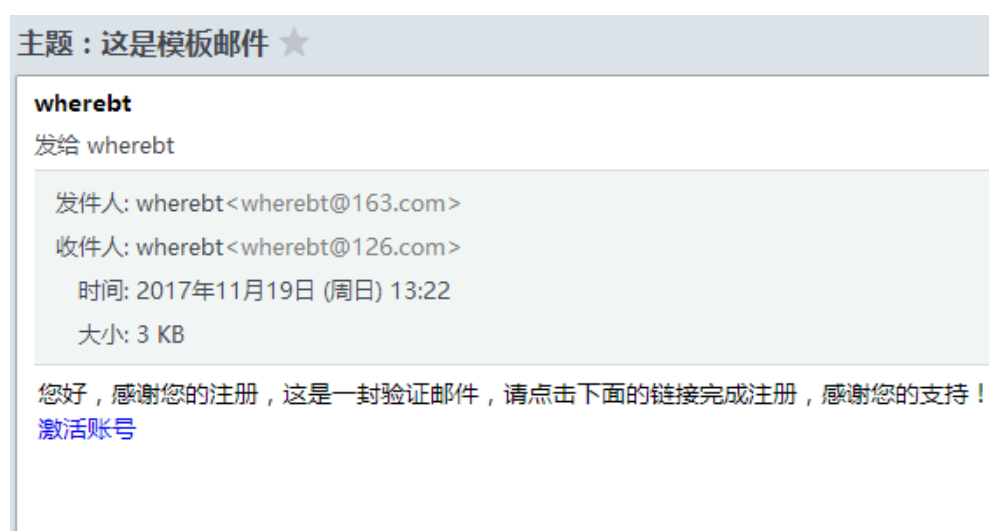 主题：这是模板邮件
wherebt
发给 wherebt
发件人: wherebt<wherebt@163.com>
收件人: wherebt<wherebt@126.com>
时间: 2017年11月19日 (周日) 13:22
大小: 3 KB
您好，感谢您的注册，这是一封验证邮件，请点击下面的链接完成注册，感谢您的支持！
激活账号